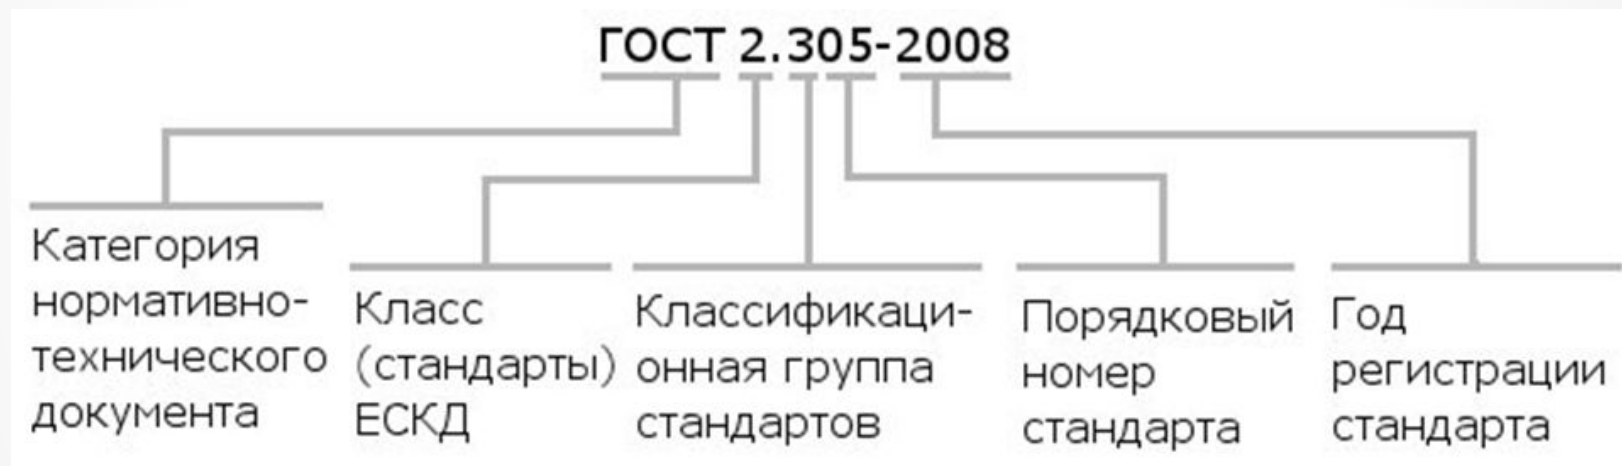 ГОСТ 2.305-2008
Категория
нормативно-
технического
документа
Класс
(стандарты)
ЕСКД
Классификаци-
онная группа
стандартов
Порядковый
номер
стандарта
Год
регистрации
стандарта